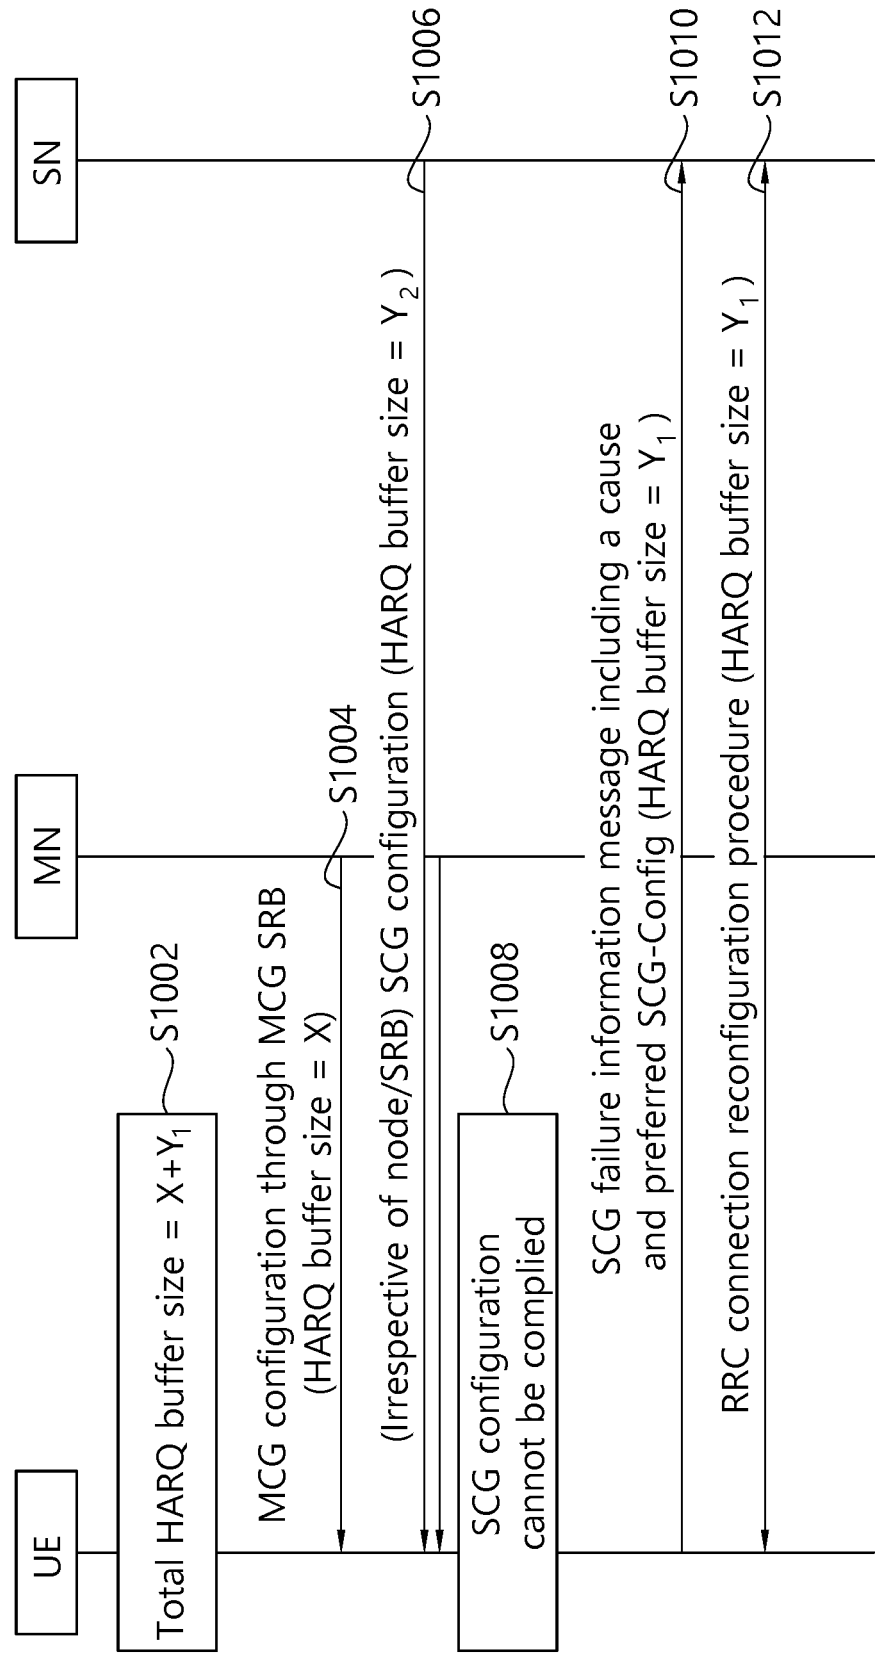 UE
MN
SN
Total HARQ buffer size = X+Y₁
S1002
MCG configuration through MCG SRB
(HARQ buffer size = X)
S1004
(Irrespective of node/SRB) SCG configuration (HARQ buffer size = Y₂)
S1006
SCG configuration
cannot be complied
S1008
SCG failure information message including a cause
and preferred SCG-Config (HARQ buffer size = Y₁)
S1010
RRC connection reconfiguration procedure (HARQ buffer size = Y₁)
S1012